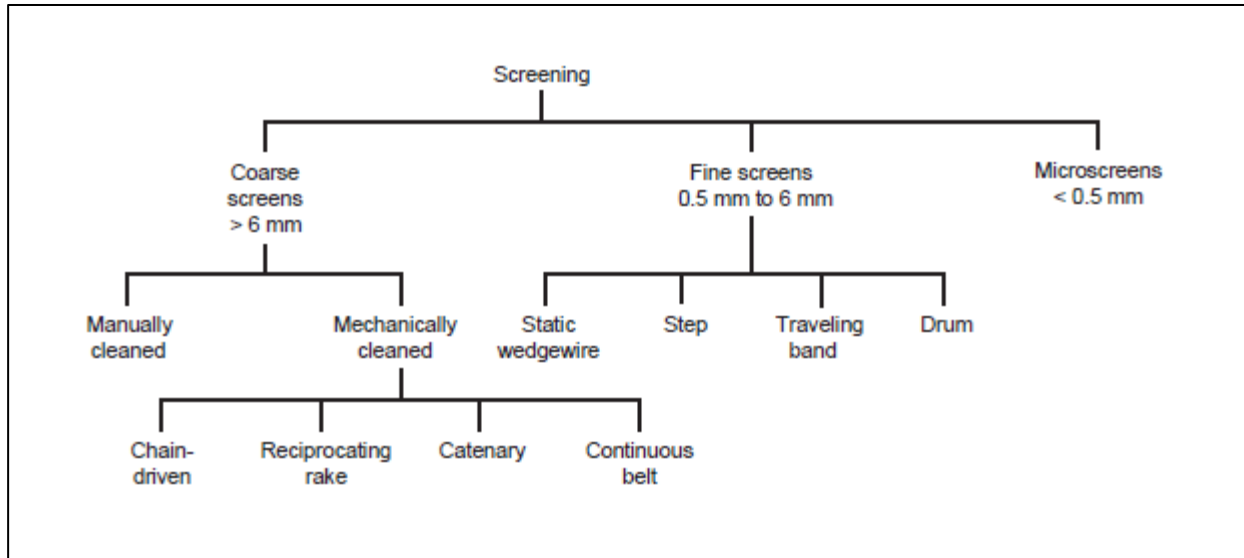 Screening
Coarse
screens
> 6 mm
Fine screens
0.5 mm to 6 mm
Microscreens
< 0.5 mm
Manually
cleaned
Mechanically
cleaned
Static
wedgewire
Step
Traveling
band
Drum
Chain-
driven
Reciprocating
rake
Catenary
Continuous
belt